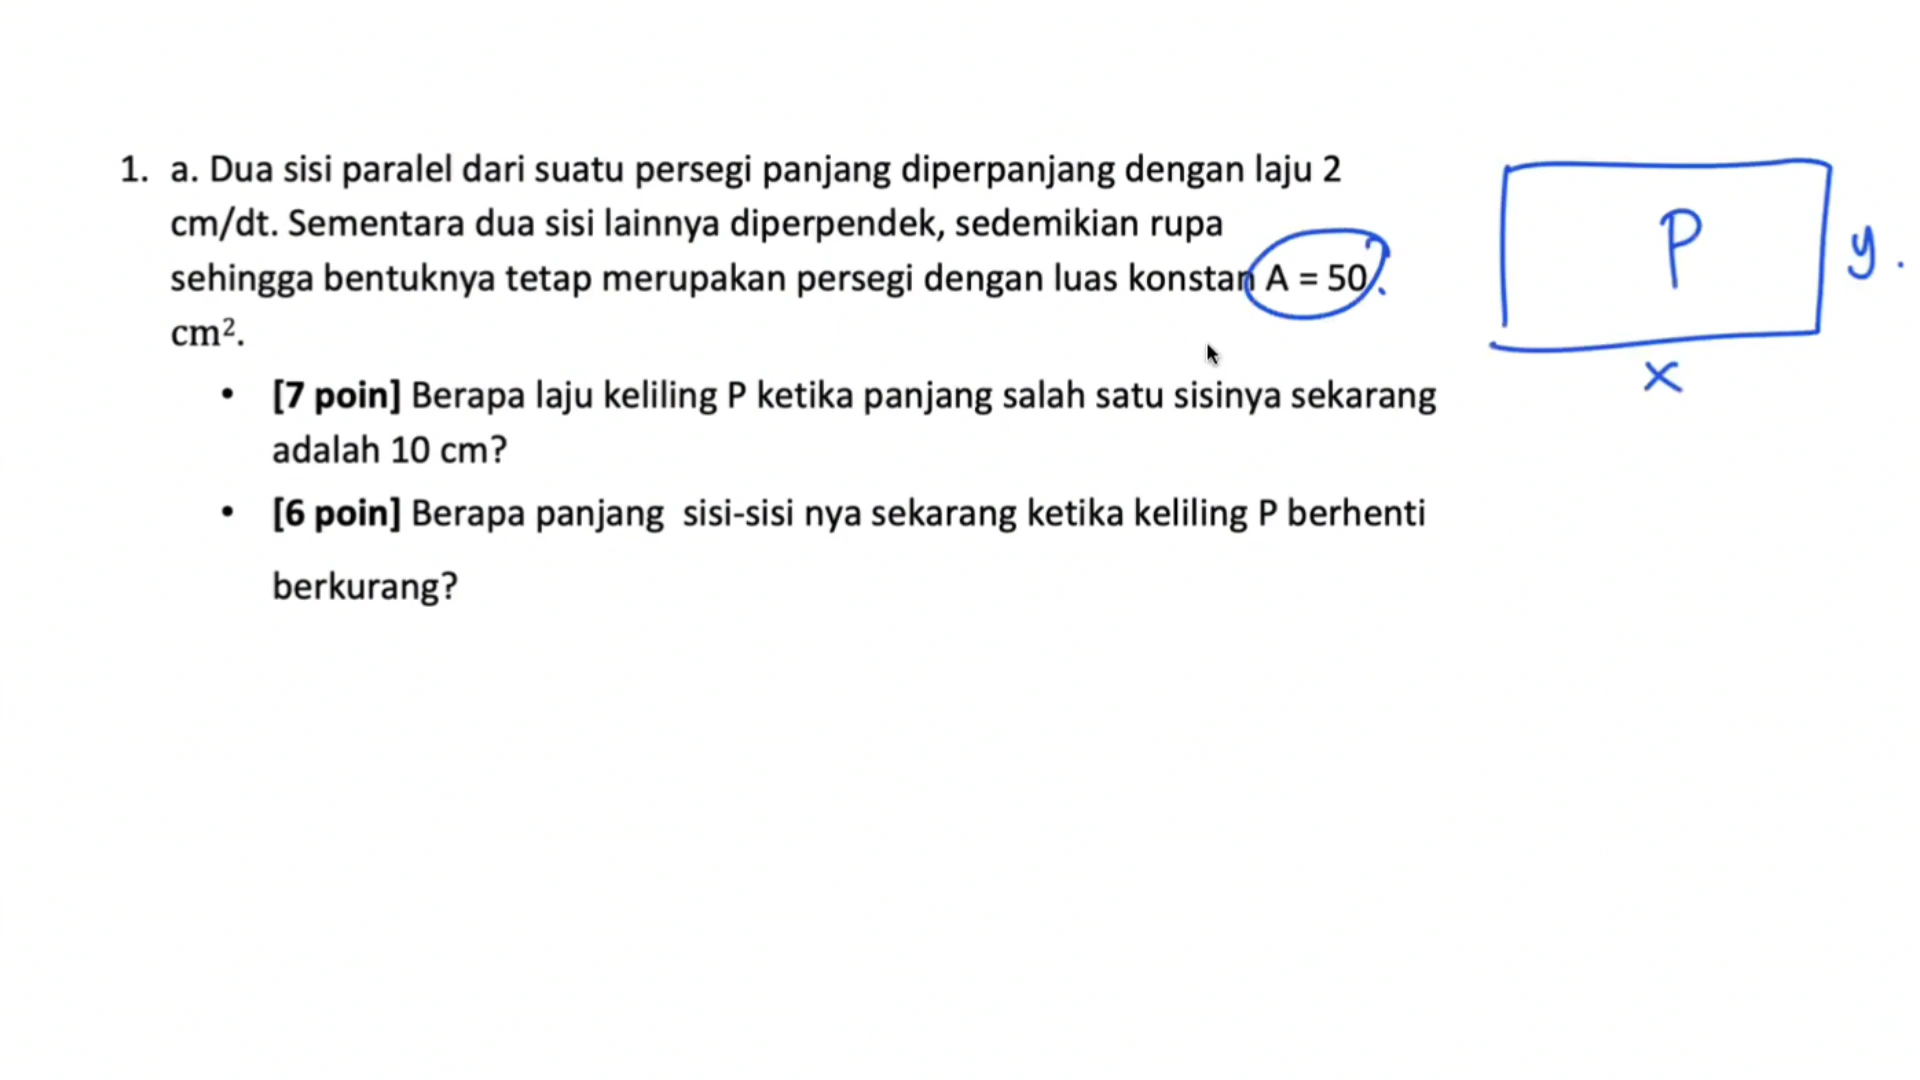 1. a. Dua sisi paralel dari suatu persegi panjang diperpanjang dengan laju 2
cm/dt. Sementara dua sisi lainnya diperpendek, sedemikian rupa
sehingga bentuknya tetap merupakan persegi dengan luas konstan A = 50
cm².
• [7 poin] Berapa laju keliling P ketika panjang salah satu sisinya sekarang
adalah 10 cm?
• [6 poin] Berapa panjang  sisi-sisi nya sekarang ketika keliling P berhenti
berkurang?
P
y.
x